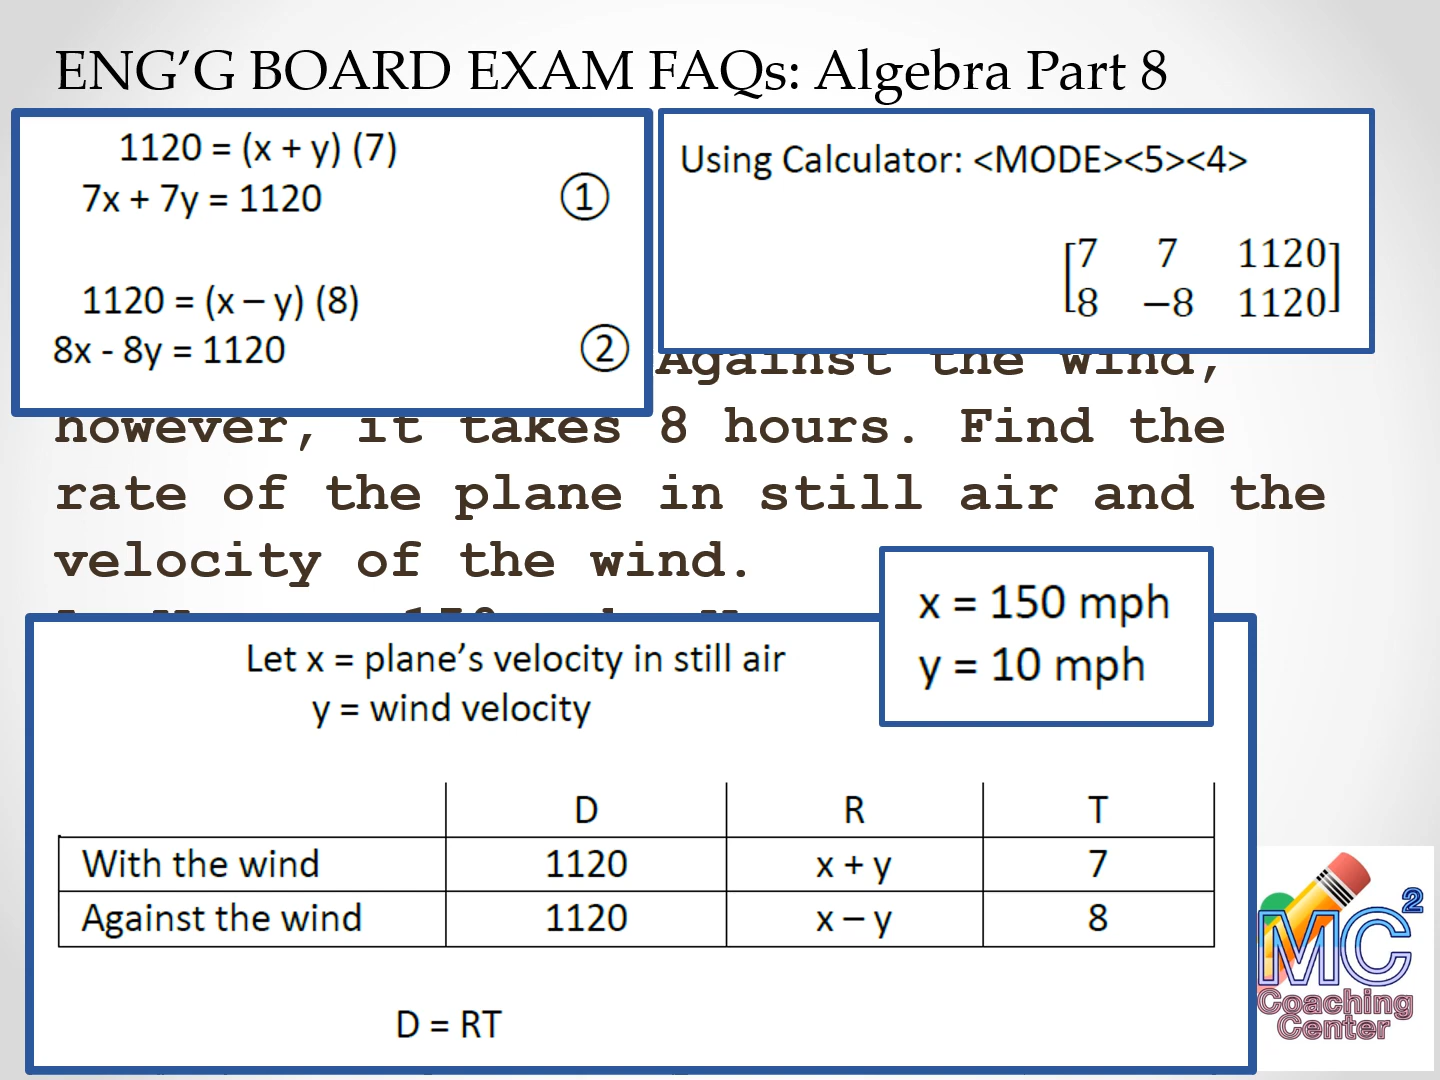 ENG’G BOARD EXAM FAQs: Algebra Part 8
1120 = (x + y) (7)
7x + 7y = 1120 ①
1120 = (x – y) (8)
8x - 8y = 1120 ②
Using Calculator: <MODE><5><4>
7 7 1120
8 −8 1120
Against the wind,
however, it takes 8 hours. Find the
rate of the plane in still air and the
velocity of the wind.
x = 150 mph
y = 10 mph
Let x = plane’s velocity in still air
y = wind velocity
D R T
With the wind 1120 x + y 7
Against the wind 1120 x – y 8
D = RT
MC²
Coaching
Center